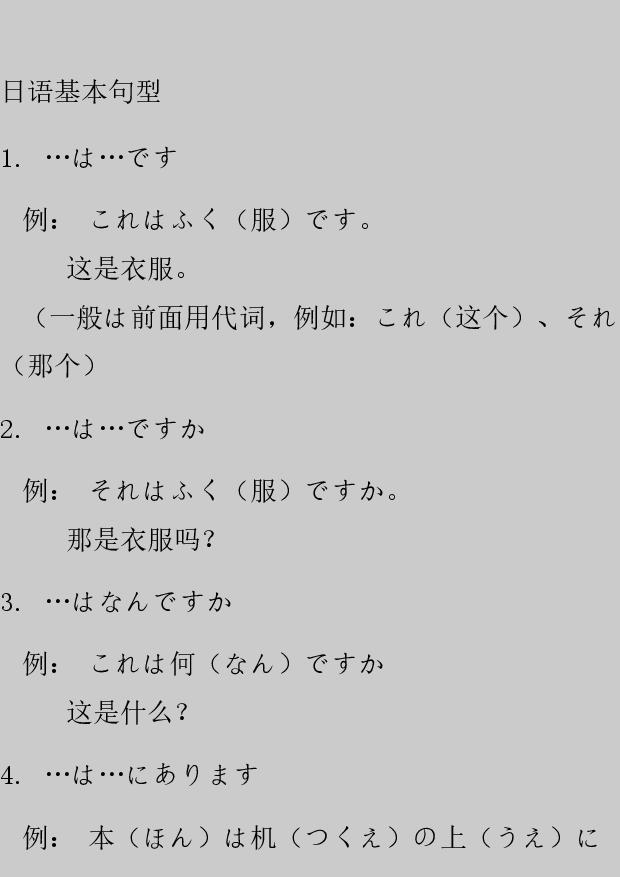 日语基本句型
1. …は…です
例： これはふく（服）です。
这是衣服。
（一般は前面用代词，例如：これ（这个）、それ
（那个）
2. …は…ですか
例： それはふく（服）ですか。
那是衣服吗？
3. …はなんですか
例： これは何（なん）ですか
这是什么？
4. …は…にあります
例： 本（ほん）は机（つくえ）の上（うえ）に